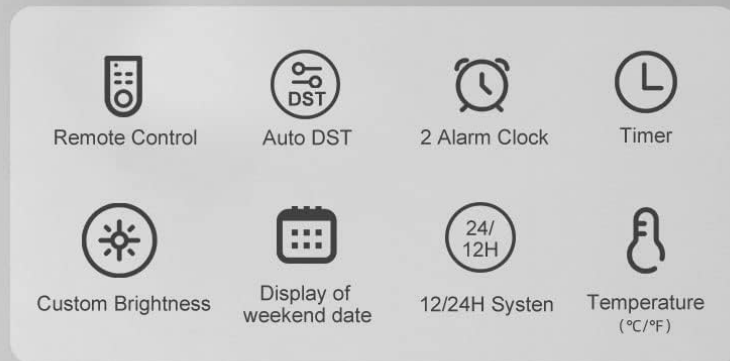 DST
Remote Control
Auto DST
2 Alarm Clock
Timer
24/
12H
Custom Brightness
Display of
weekend date
12/24H Systen
Temperature
(°C/°F)